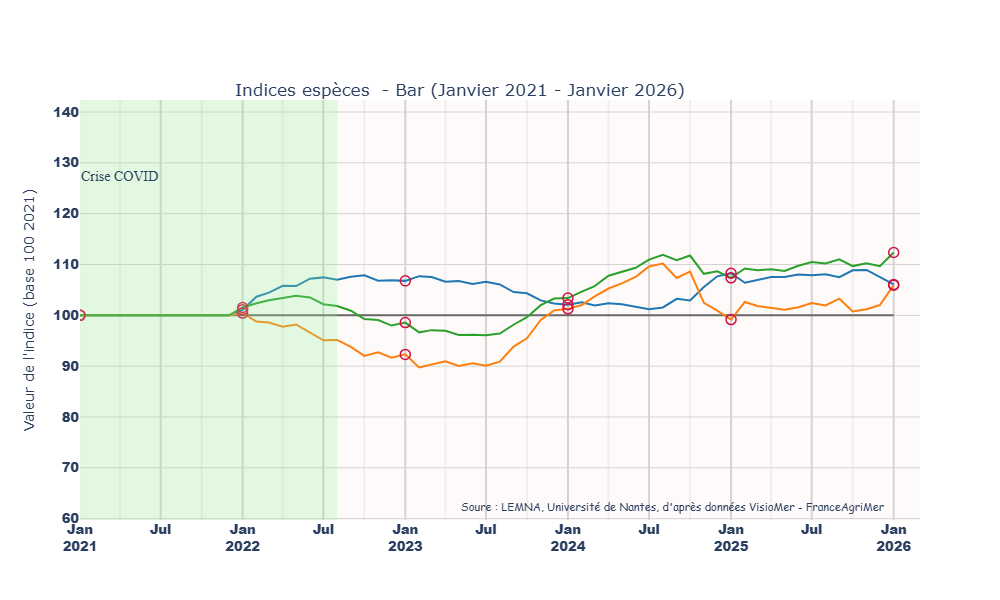 Indices espèces  - Bar (Janvier 2021 - Janvier 2026)
Valeur de l'indice (base 100 2021)
140
130
120
110
100
90
80
70
60
Crise COVID
Soure : LEMNA, Université de Nantes, d'après données VisioMer - FranceAgriMer
Jan Jul Jan Jul Jan Jul Jan Jul Jan Jul Jan
2021 2022 2023 2024 2025 2026